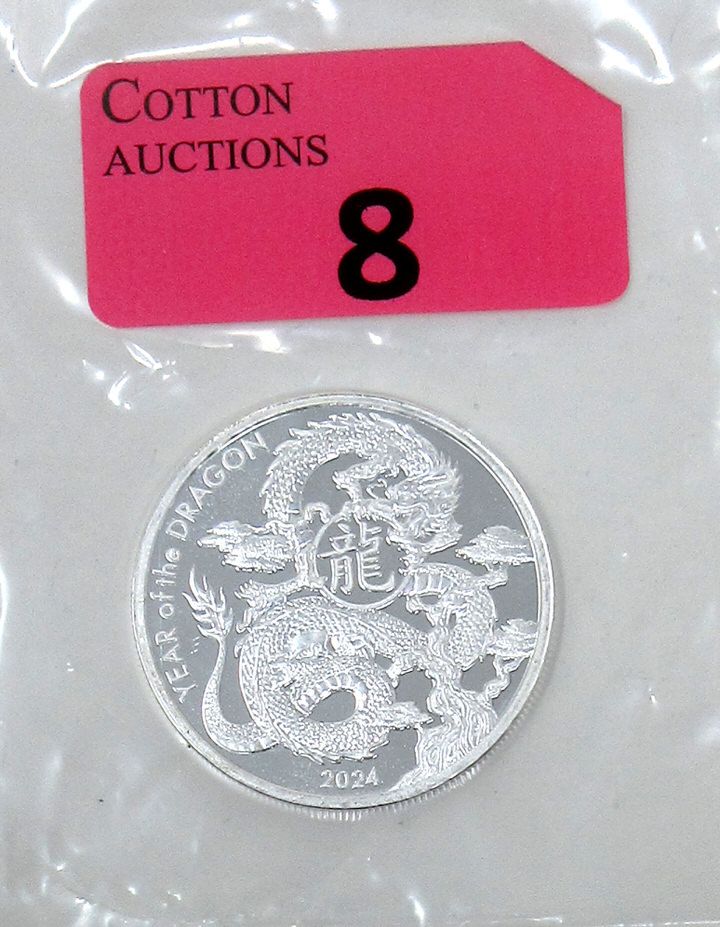 COTTON
AUCTIONS
8
YEAR of the DRAGON
龍
2024